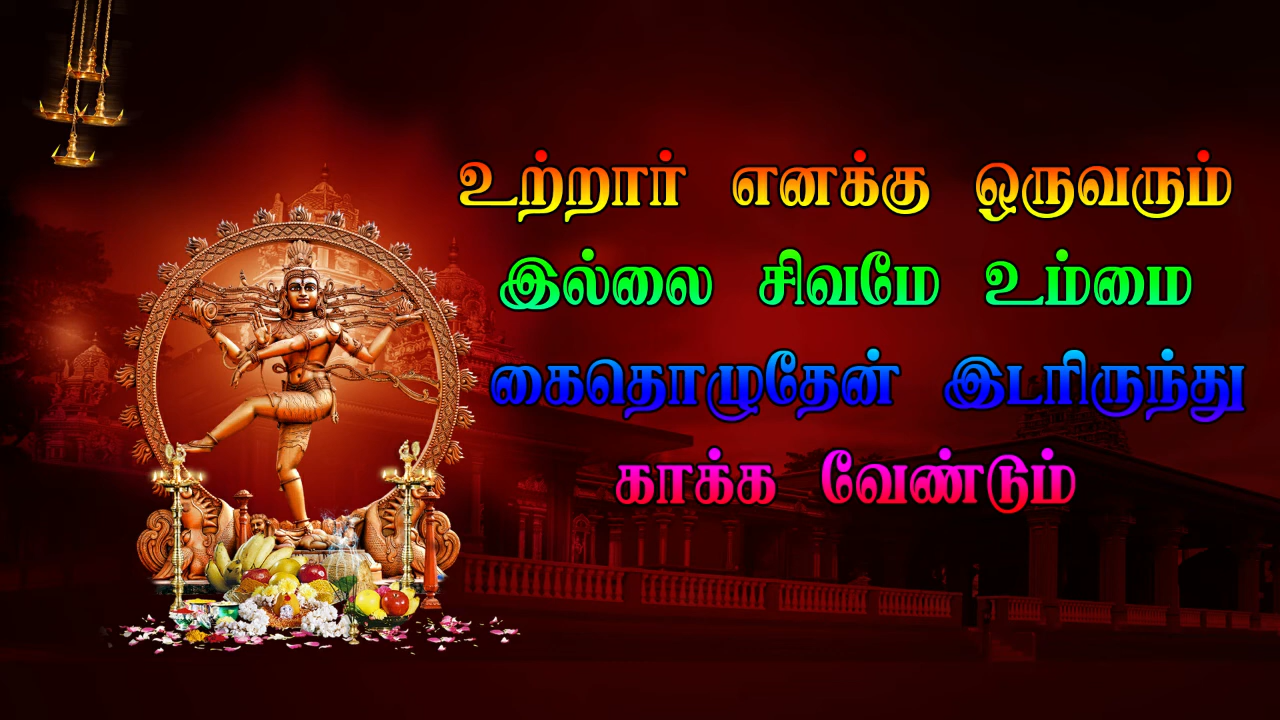 உற்றார் எனக்கு ஒருவரும்
இல்லை சிவமே உம்மை
கைதொழுதேன் இடரிருந்து
காக்க வேண்டும்